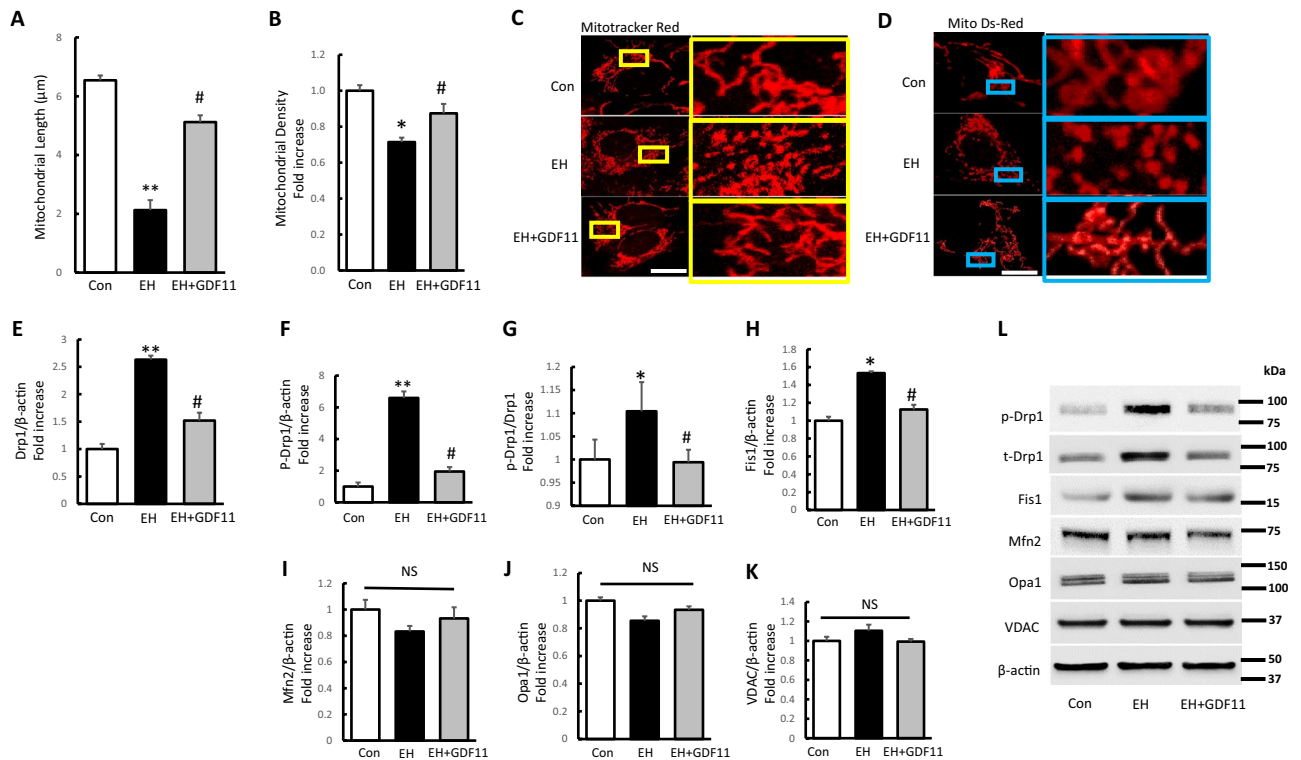 A
Mitochondrial Length (μm)
8
6
4
2
0
**
#
Con
EH
EH+GDF11
B
Mitochondrial Density
Fold increase
1.2
1.0
0.8
0.6
0.4
0.2
0.0
*
#
Con
EH
EH+GDF11
C
Mitotracker Red
Con
EH
EH+GDF11
D
Mito Ds-Red
Con
EH
EH+GDF11
E
Drp1/β-actin
Fold increase
3
2.5
2
1.5
1
0.5
0
**
#
Con
EH
EH+GDF11
F
P-Drp1/β-actin
Fold increase
8
6
4
2
0
**
#
Con
EH
EH+GDF11
G
p-Drp1/Drp1
Fold increase
1.2
1.15
1.1
1.05
1
0.95
0.9
*
#
Con
EH
EH+GDF11
H
Fis1/β-actin
Fold increase
1.8
1.6
1.4
1.2
1
0.8
0.6
0.4
0.2
0
*
#
Con
EH
EH+GDF11
I
Mfn2/β-actin
Fold increase
1.2
1
0.8
0.6
0.4
0.2
0
NS
Con
EH
EH+GDF11
J
Opa1/β-actin
Fold increase
1.2
1
0.8
0.6
0.4
0.2
0
NS
Con
EH
EH+GDF11
K
VDAC/β-actin
Fold increase
1.4
1.2
1
0.8
0.6
0.4
0.2
0
NS
Con
EH
EH+GDF11
L
kDa
p-Drp1
100
75
t-Drp1
100
75
Fis1
15
Mfn2
75
Opa1
150
100
VDAC
37
β-actin
50
37
Con
EH
EH+GDF11